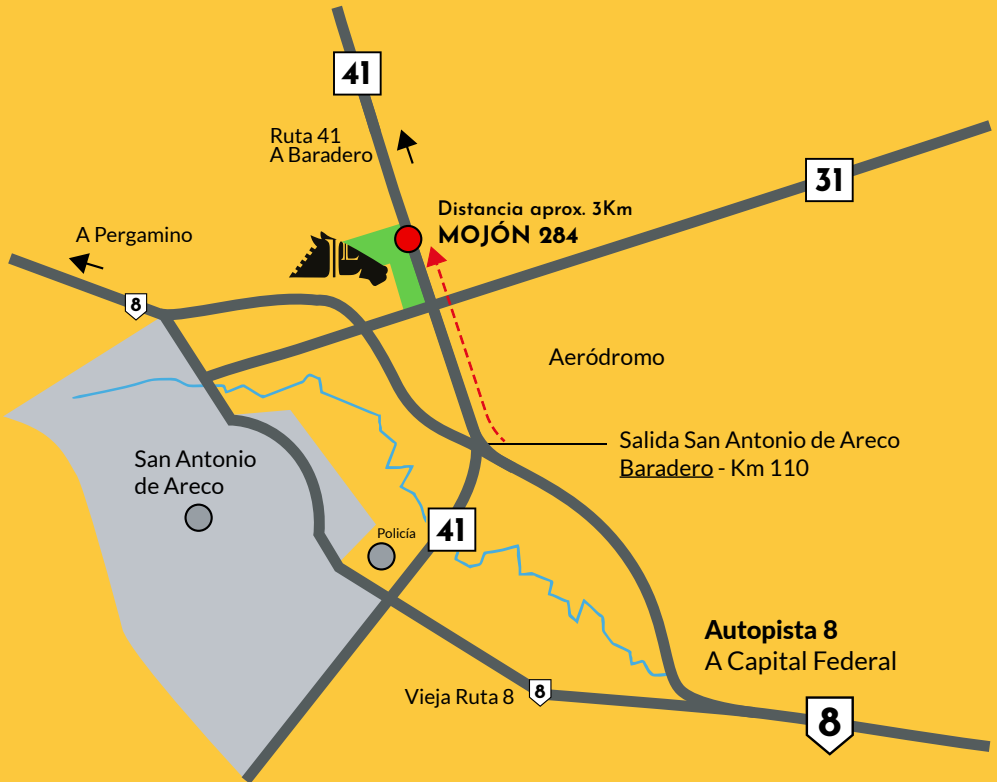 41
Ruta 41
A Baradero
31
Distancia aprox. 3Km
MOJÓN 284
A Pergamino
8
Aeródromo
Salida San Antonio de Areco
Baradero - Km 110
San Antonio
de Areco
Policía
41
Autopista 8
A Capital Federal
Vieja Ruta 8
8
8